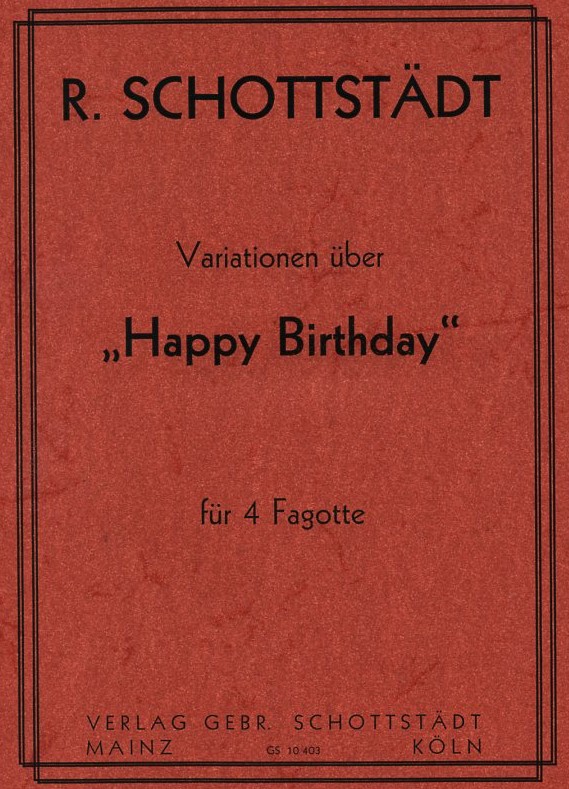 R. SCHOTTSTÄDT
Variationen über
„Happy Birthday“
für 4 Fagotte
VERLAG GEBR. SCHOTTSTÄDT
MAINZ GS 10 403 KÖLN